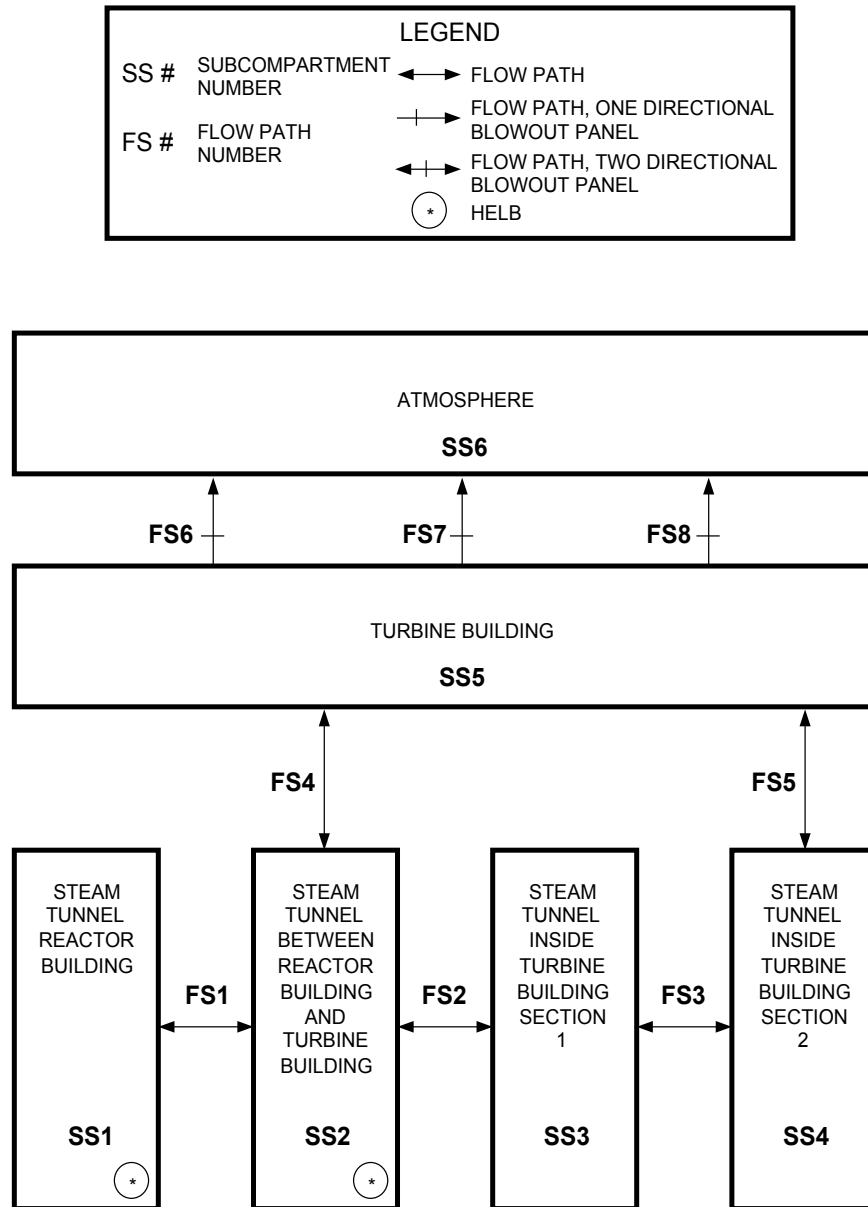 LEGEND
SS # SUBCOMPARTMENT
NUMBER
FS # FLOW PATH
NUMBER
FLOW PATH
FLOW PATH, ONE DIRECTIONAL
BLOWOUT PANEL
FLOW PATH, TWO DIRECTIONAL
BLOWOUT PANEL
* HELB
ATMOSPHERE
SS6
FS6 FS7 FS8
TURBINE BUILDING
SS5
FS4 FS5
STEAM
TUNNEL
REACTOR
BUILDING
SS1
*
FS1
STEAM
TUNNEL
BETWEEN
REACTOR
BUILDING
AND
TURBINE
BUILDING
SS2
*
FS2
STEAM
TUNNEL
INSIDE
TURBINE
BUILDING
SECTION
1
SS3
FS3
STEAM
TUNNEL
INSIDE
TURBINE
BUILDING
SECTION
2
SS4